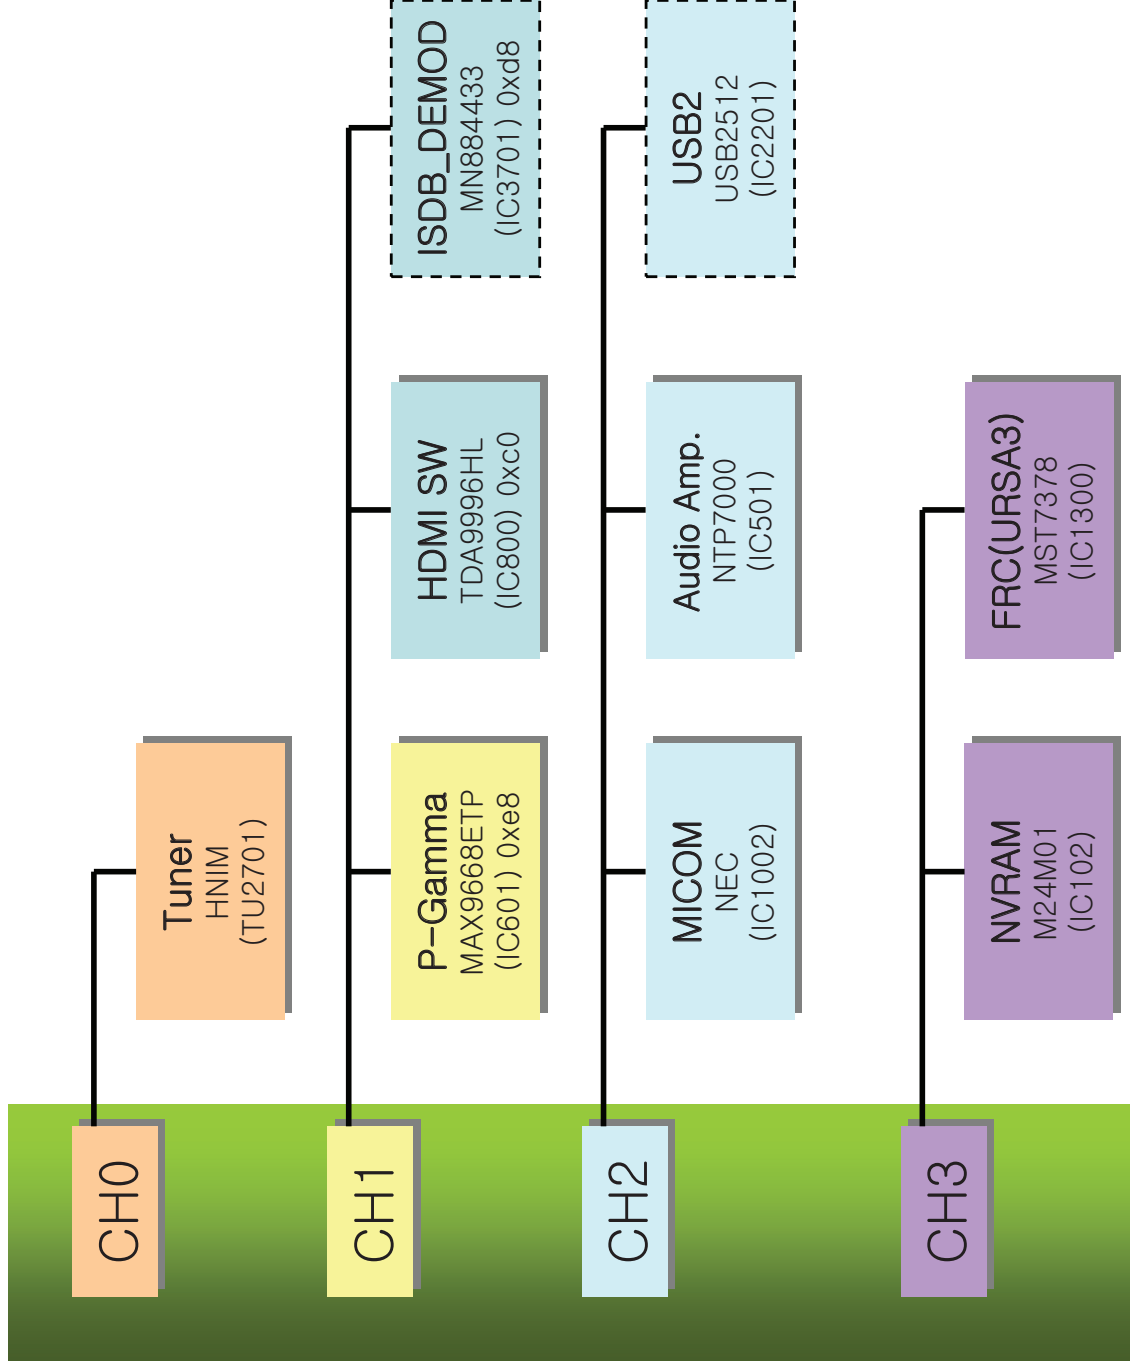 CH0
Tuner
HNIM
(TU2701)
CH1
P-Gamma
MAX9668ETP
(IC601) 0xe8
HDMI SW
TDA9996HL
(IC800) 0xc0
ISDB_DEMOD
MN884433
(IC3701) 0xd8
CH2
MICOM
NEC
(IC1002)
Audio Amp.
NTP7000
(IC501)
USB2
USB2512
(IC2201)
CH3
NVRAM
M24M01
(IC102)
FRC(URSA3)
MST7378
(IC1300)